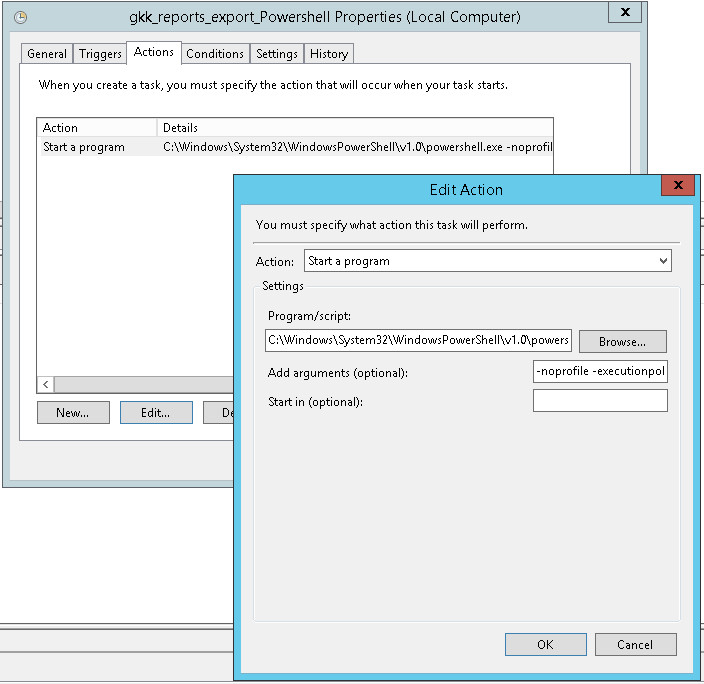 gkk_reports_export_Powershell Properties (Local Computer)
x
General Triggers Actions Conditions Settings History
When you create a task, you must specify the action that will occur when your task starts.
Action Details
Start a program C:\Windows\System32\WindowsPowerShell\v1.0\powershell.exe -noprofil
New... Edit... De
Edit Action
x
You must specify what action this task will perform.
Action: Start a program
Settings
Program/script:
C:\Windows\System32\WindowsPowerShell\v1.0\powers Browse...
Add arguments (optional): -noprofile -executionpol
Start in (optional):
OK Cancel